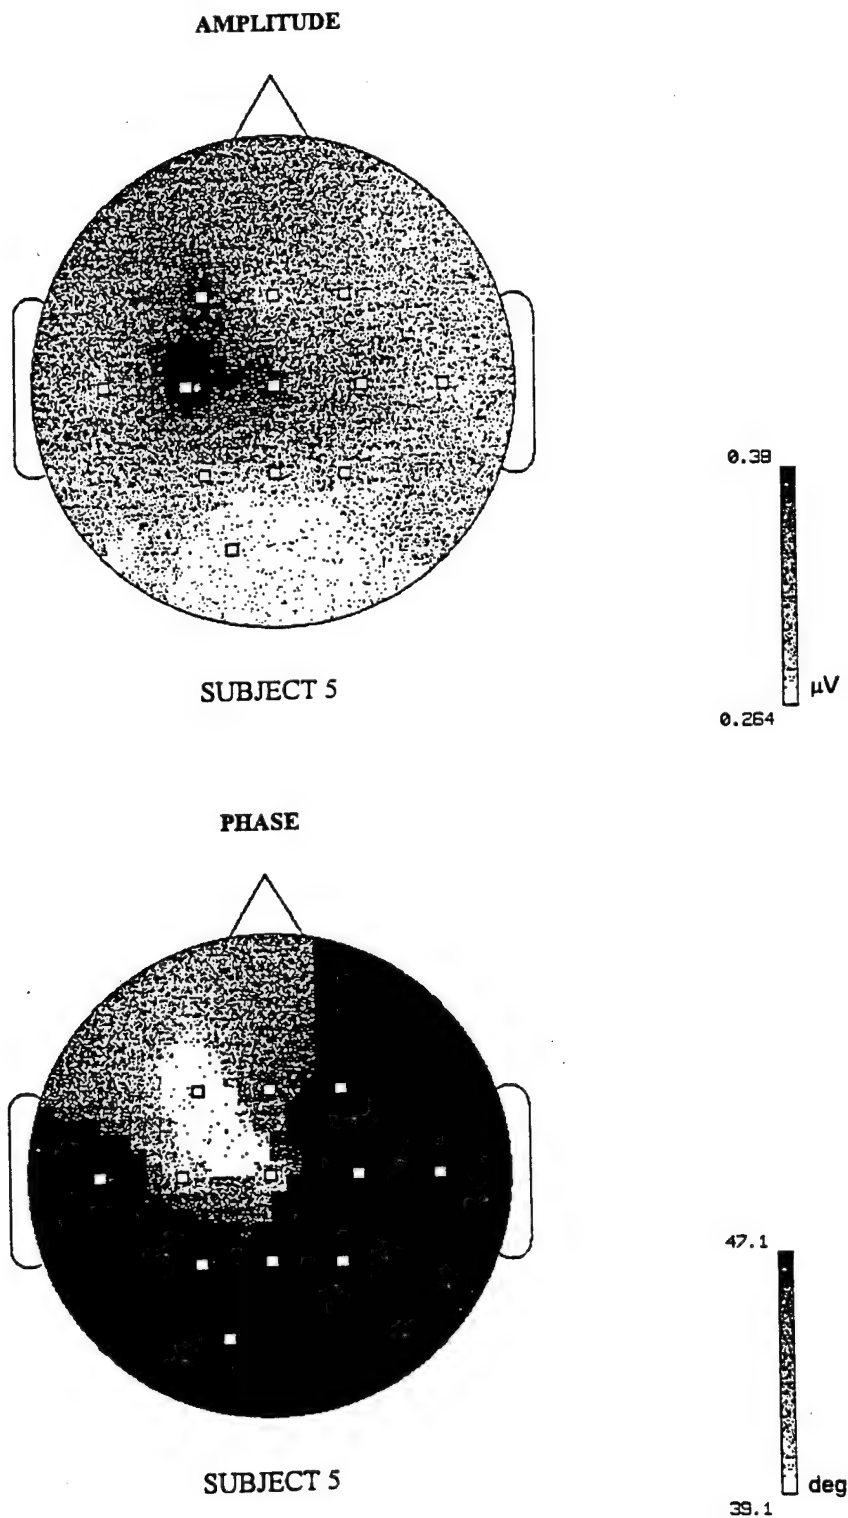 AMPLITUDE
0.38
µV
0.264
SUBJECT 5
PHASE
47.1
deg
39.1
SUBJECT 5